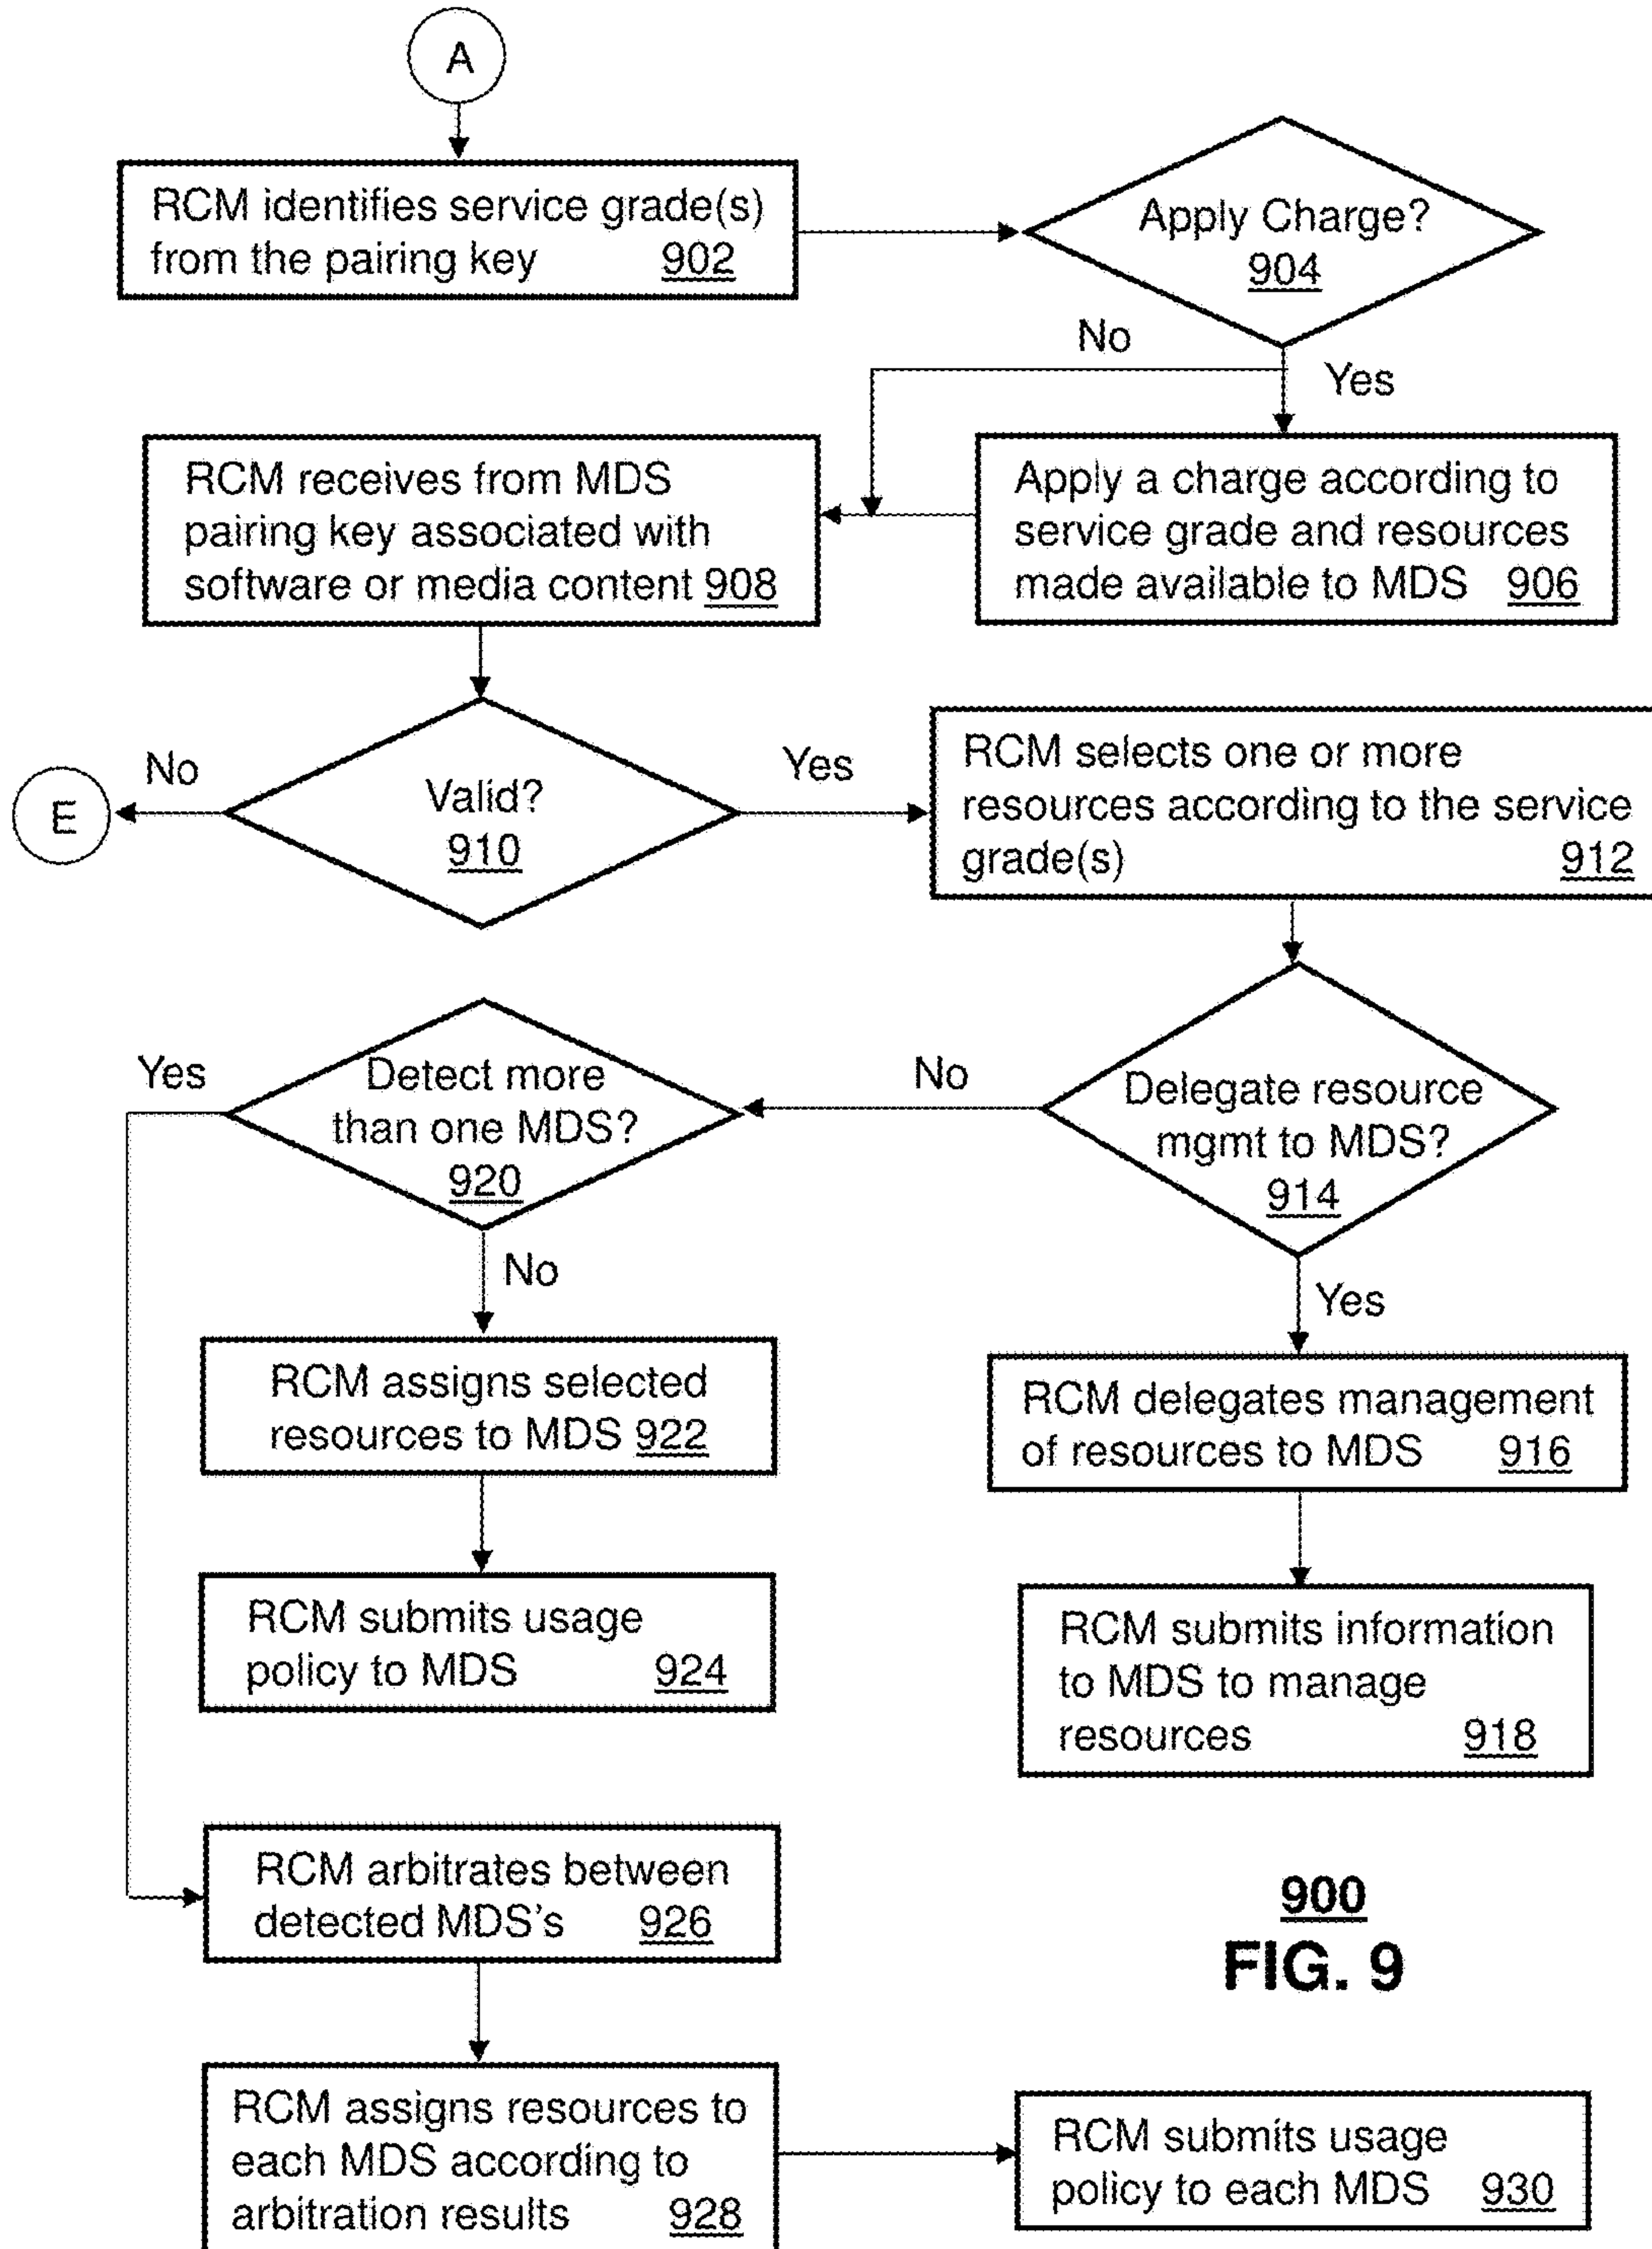 A
RCM identifies service grade(s)
from the pairing key 902
Apply Charge?
904
No
Yes
RCM receives from MDS
pairing key associated with
software or media content 908
Apply a charge according to
service grade and resources
made available to MDS 906
No
E
Valid?
910
Yes
RCM selects one or more
resources according to the service
grade(s) 912
Yes
Detect more
than one MDS?
920
No
Delegate resource
mgmt to MDS?
914
No
Yes
RCM assigns selected
resources to MDS 922
RCM delegates management
of resources to MDS 916
RCM submits usage
policy to MDS 924
RCM submits information
to MDS to manage
resources 918
RCM arbitrates between
detected MDS's 926
900
FIG. 9
RCM assigns resources to
each MDS according to
arbitration results 928
RCM submits usage
policy to each MDS 930